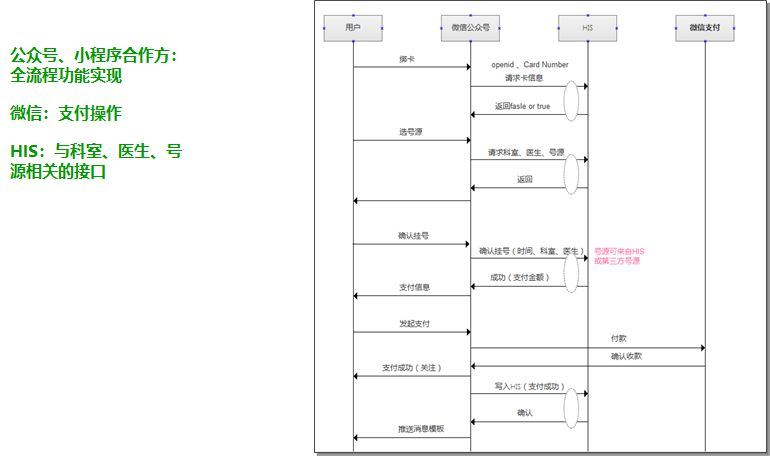 公众号、小程序合作方：
全流程功能实现
微信：支付操作
HIS：与科室、医生、号
源相关的接口
用户
微信公众号
HIS
微信支付
绑卡
openid 、Card Number
请求卡信息
返回fasle or true
选号源
请求科室、医生、号源
返回
确认挂号
确认挂号（时间、科室、医生）
号源可来自HIS
或第三方号源
成功（支付金额）
支付信息
发起支付
付款
确认收款
支付成功（关注）
写入HIS（支付成功）
确认
推送消息模板